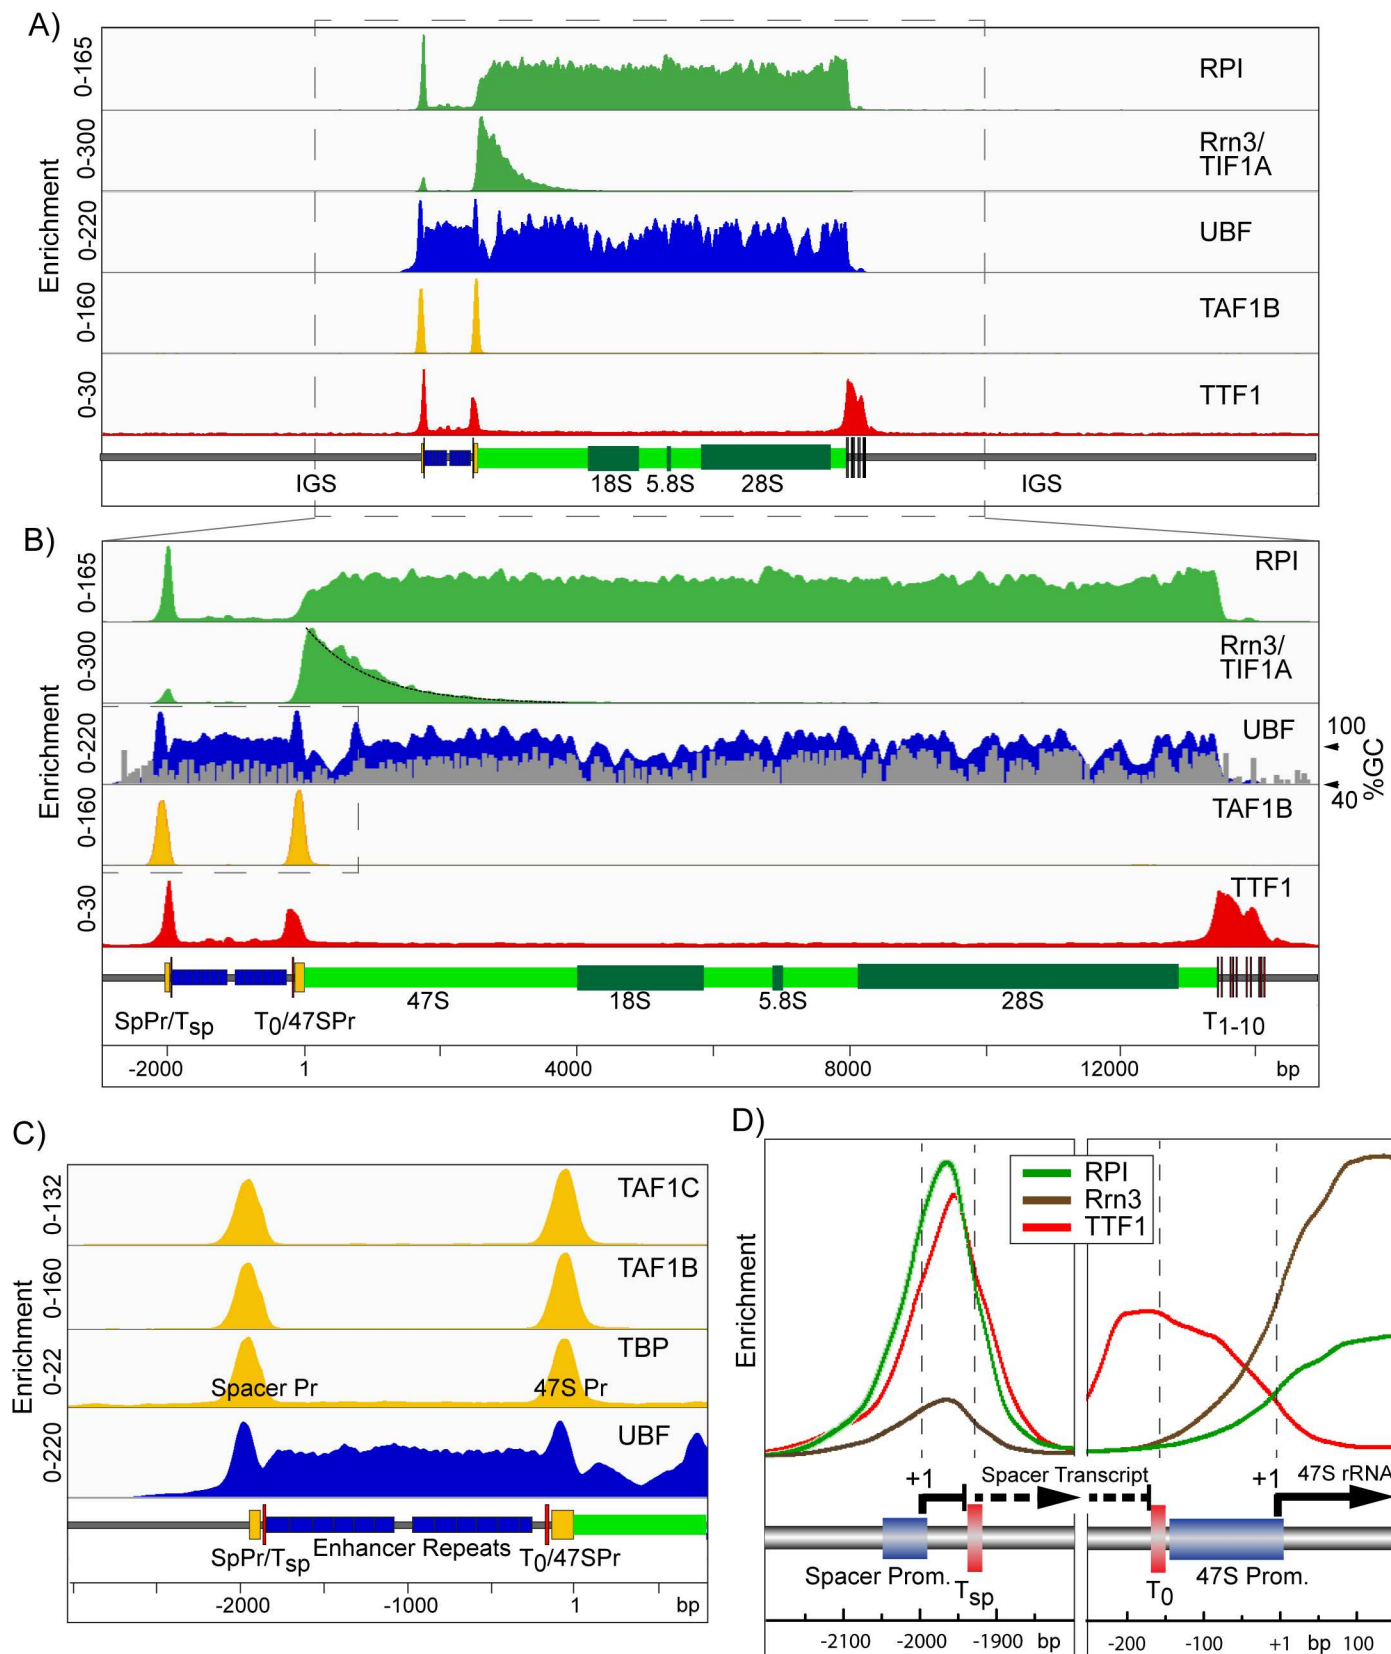 A)
Enrichment
0-165
RPI
0-300
Rrn3/
TIF1A
0-220
UBF
0-160
TAF1B
0-30
TTF1
IGS
18S
5.8S
28S
IGS
B)
Enrichment
0-165
RPI
0-300
Rrn3/
TIF1A
0-220
UBF
100
40
%GC
0-160
TAF1B
0-30
TTF1
47S
18S
5.8S
28S
SpPr/Tsp
T0/47SPr
T1-10
-2000
1
4000
8000
12000
bp
C)
Enrichment
0-132
TAF1C
0-160
TAF1B
0-22
TBP
Spacer Pr
47S Pr
0-220
UBF
SpPr/Tsp
Enhancer Repeats
T0/47SPr
-2000
-1000
1
bp
D)
Enrichment
RPI
Rrn3
TTF1
+1
Spacer Transcript
+1
47S rRNA
Spacer Prom.
Tsp
T0
47S Prom.
-2100
-2000
-1900
bp
-200
-100
+1
bp
100